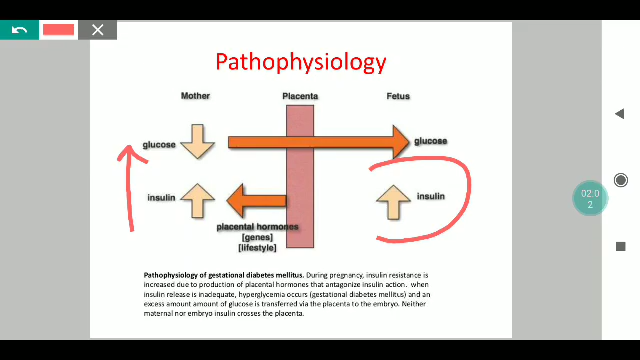 Pathophysiology
Mother Placenta Fetus
glucose glucose
insulin insulin
placental hormones
[genes]
[lifestyle]
Pathophysiology of gestational diabetes mellitus. During pregnancy, insulin resistance is
increased due to production of placental hormones that antagonize insulin action. when
insulin release is inadequate, hyperglycemia occurs (gestational diabetes mellitus) and an
excess amount amount of glucose is transferred via the placenta to the embryo. Neither
maternal nor embryo insulin crosses the placenta.
02:0
2